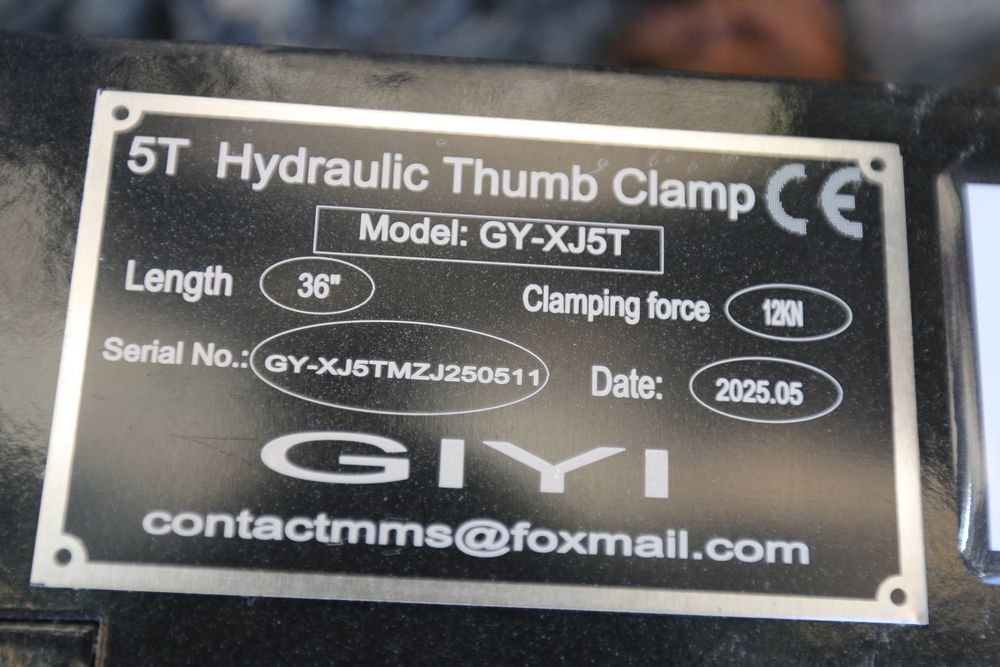 5T Hydraulic Thumb Clamp CE
Model: GY-XJ5T
Length 36" Clamping force 12KN
Serial No.: GY-XJ5TMZJ250511 Date: 2025.05
GIYI
contactmms@foxmail.com